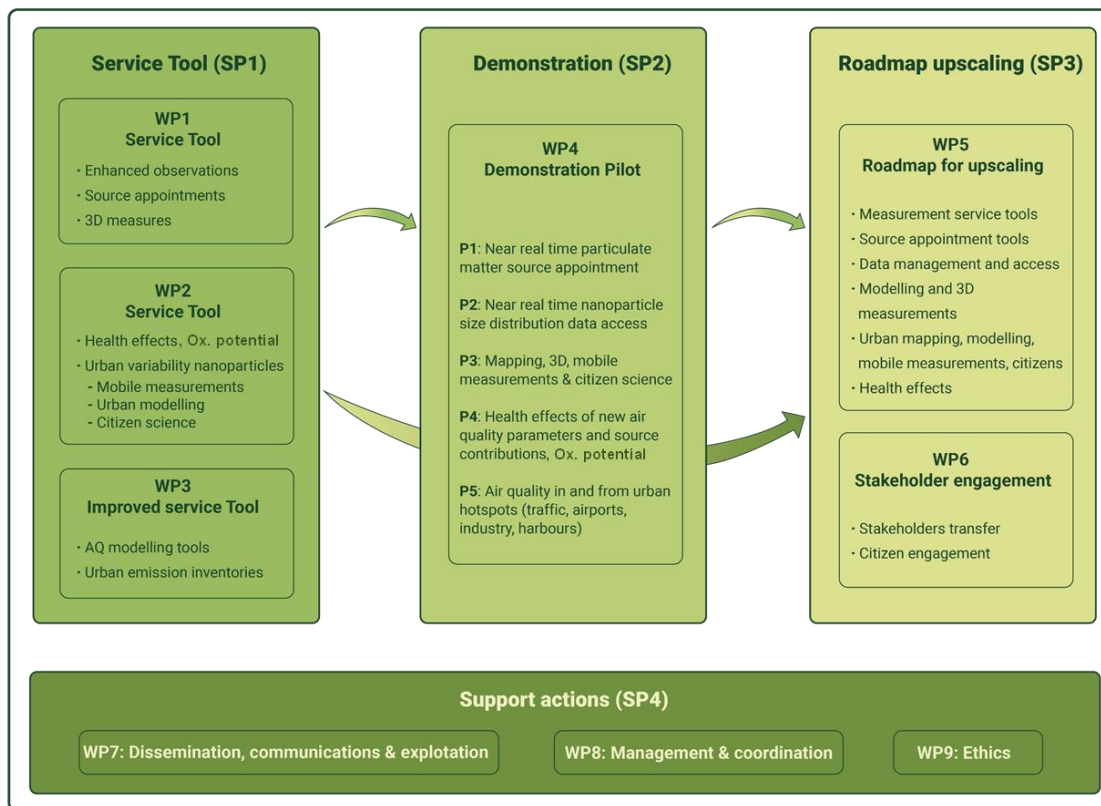 Service Tool (SP1)
WP1
Service Tool
· Enhanced observations
· Source appointments
· 3D measures
WP2
Service Tool
· Health effects, Ox. potential
· Urban variability nanoparticles
- Mobile measurements
- Urban modelling
- Citizen science
WP3
Improved service Tool
· AQ modelling tools
· Urban emission inventories
Demonstration (SP2)
WP4
Demonstration Pilot
P1: Near real time particulate
matter source appointment
P2: Near real time nanoparticle
size distribution data access
P3: Mapping, 3D, mobile
measurements & citizen science
P4: Health effects of new air
quality parameters and source
contributions, Ox. potential
P5: Air quality in and from urban
hotspots (traffic, airports,
industry, harbours)
Roadmap upscaling (SP3)
WP5
Roadmap for upscaling
· Measurement service tools
· Source appointment tools
· Data management and access
· Modelling and 3D
measurements
· Urban mapping, modelling,
mobile measurements, citizens
· Health effects
WP6
Stakeholder engagement
· Stakeholders transfer
· Citizen engagement
Support actions (SP4)
WP7: Dissemination, communications & explotation
WP8: Management & coordination
WP9: Ethics